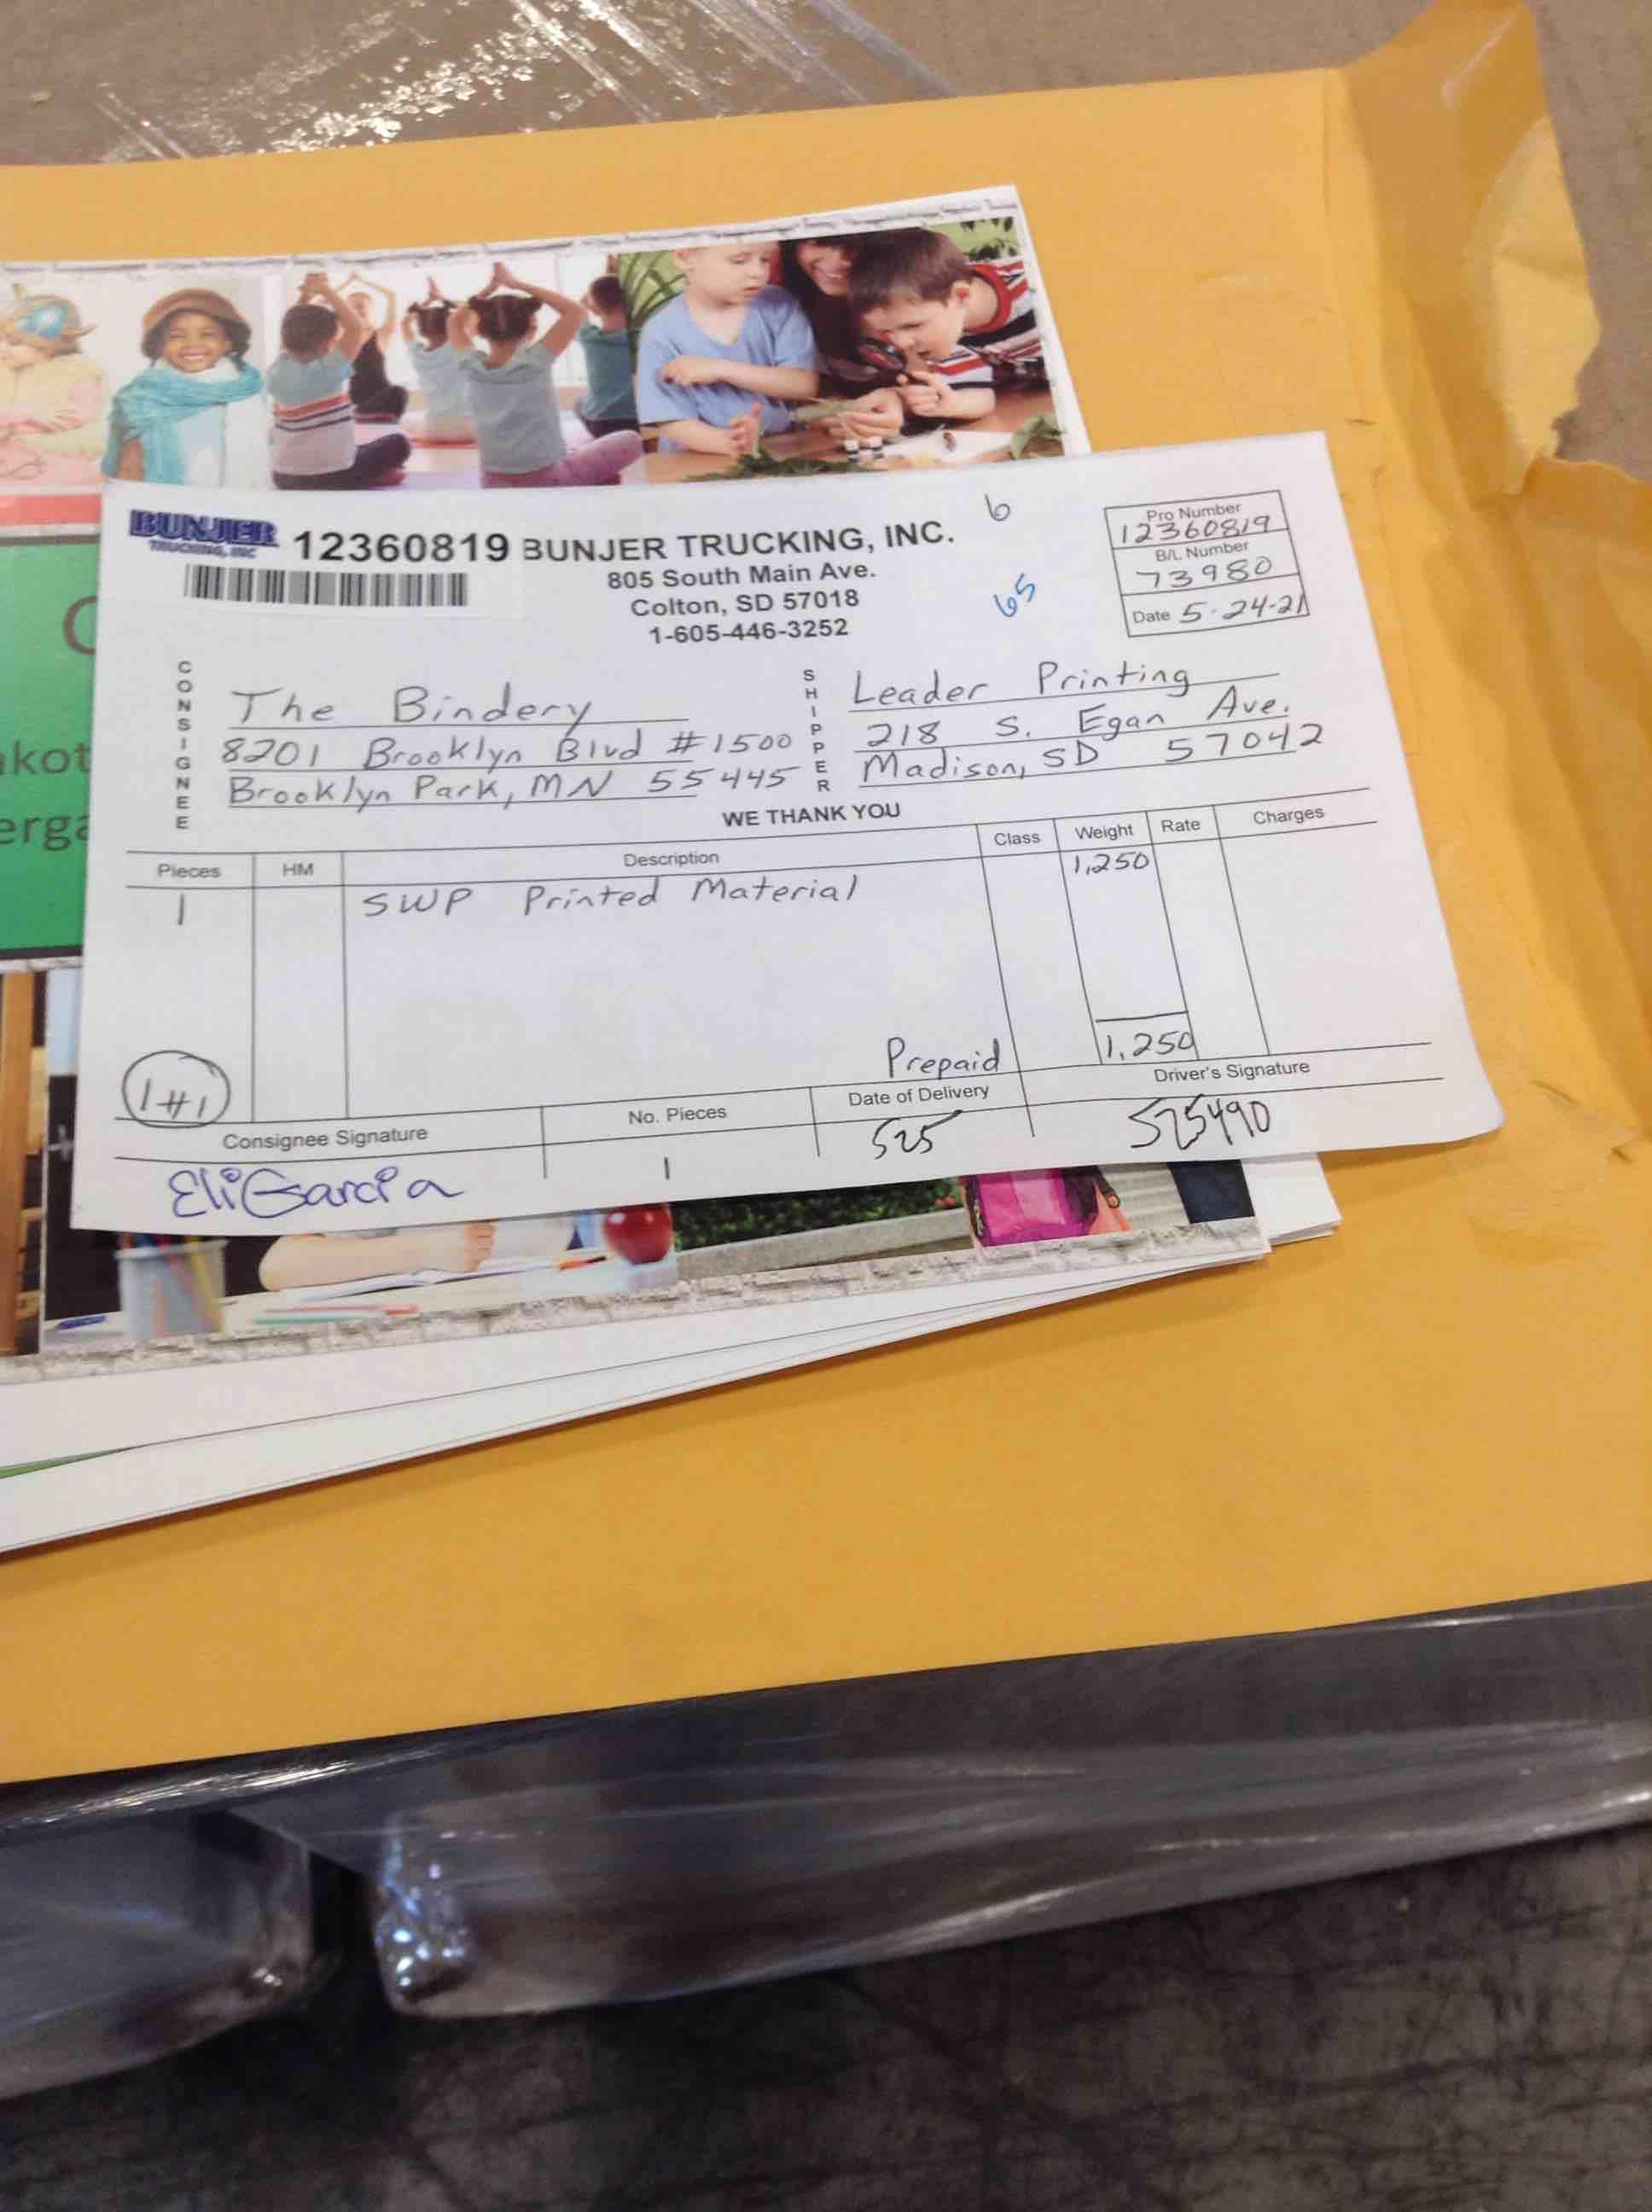 BUNJER
TRUCKING, INC
12360819 BUNJER TRUCKING, INC.
805 South Main Ave.
Colton, SD 57018
1-605-446-3252
6
65
Pro Number
12360819
B/L Number
73980
Date 5-24-21
CONSIGNEE
The Bindery
8201 Brooklyn Blvd #1500
Brooklyn Park, MN 55445
SHIPPER
Leader Printing
218 S. Egan Ave.
Madison, SD 57042
WE THANK YOU
Pieces HM Description Class Weight Rate Charges
1 SWP Printed Material 1,250
1#1 Prepaid 1,250
Consignee Signature No. Pieces Date of Delivery Driver's Signature
Eli Garcia 1 525 525490
C
kot
erga